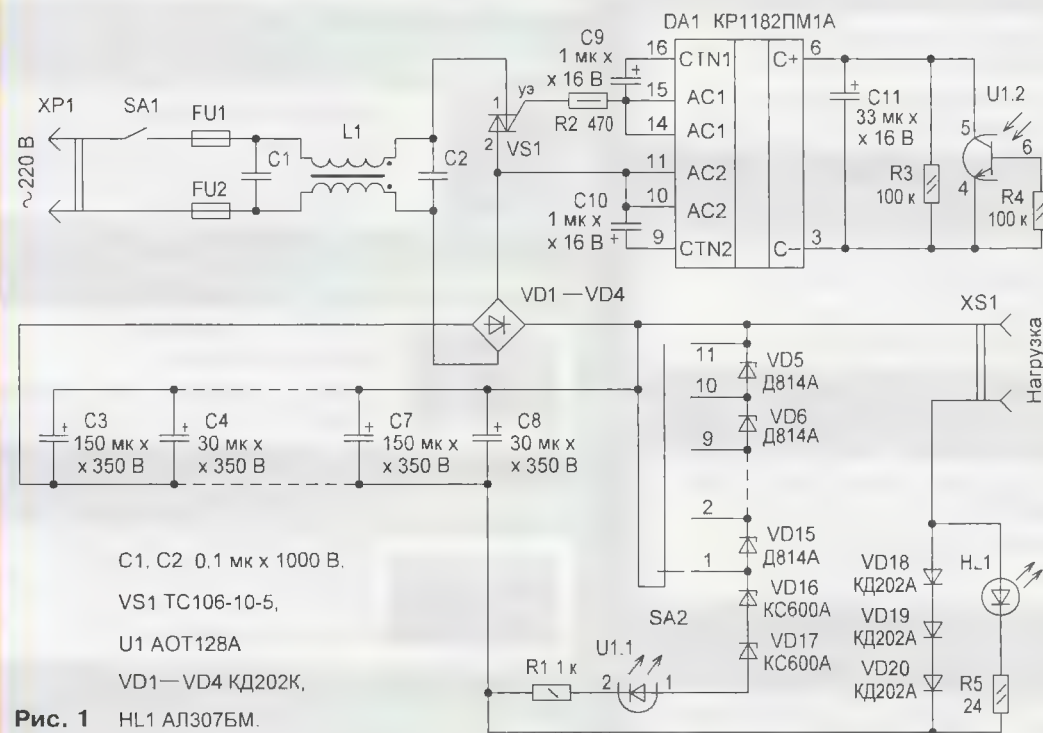 DA1 КР1182ПМ1А
C9
1 мк х
х 16 В
16
CTN1
C+
6
XP1
SA1
FU1
L1
1
уэ
2
VS1
R2 470
15
AC1
14
AC1
C11
33 мк х
х 16 В
U1.2
5
6
4
~220 В
C1
C2
11
AC2
R3
100 к
R4
100 к
FU2
C10
1 мк х
х 16 В
10
AC2
9
CTN2
C–
3
VD1—VD4
XS1
Нагрузка
11
VD5
Д814А
10
VD6
Д814А
9
C3
150 мк х
х 350 В
C4
30 мк х
х 350 В
C7
150 мк х
х 350 В
C8
30 мк х
х 350 В
2
VD15
Д814А
1
VD16
КС600А
SA2
VD17
КС600А
VD18
КД202А
HL1
VD19
КД202А
VD20
КД202А
R5
24
R1 1 к
U1.1
2
1
C1, C2 0,1 мк х 1000 В,
VS1 ТС106-10-5,
U1 АОТ128А
VD1—VD4 КД202К,
Рис. 1 HL1 АЛ307БМ.